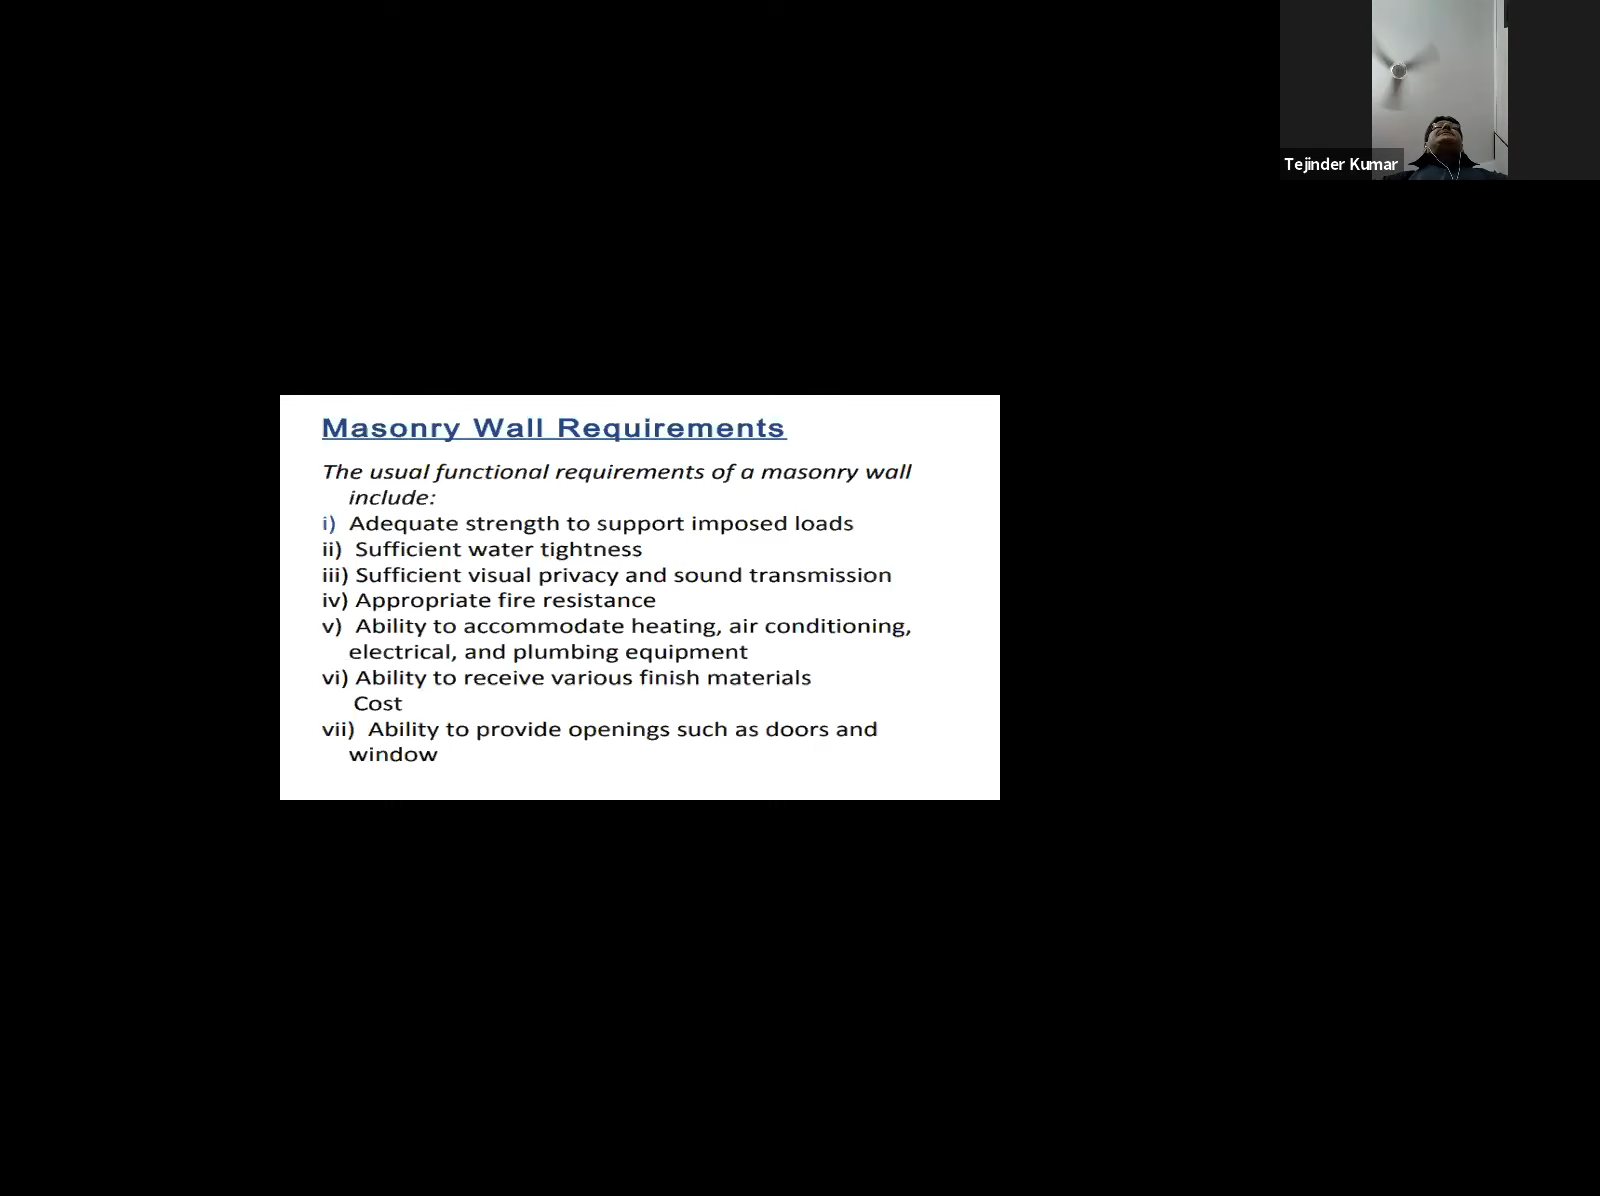 Tejinder Kumar
Masonry Wall Requirements
The usual functional requirements of a masonry wall
include:
i) Adequate strength to support imposed loads
ii) Sufficient water tightness
iii) Sufficient visual privacy and sound transmission
iv) Appropriate fire resistance
v) Ability to accommodate heating, air conditioning,
electrical, and plumbing equipment
vi) Ability to receive various finish materials
Cost
vii) Ability to provide openings such as doors and
window